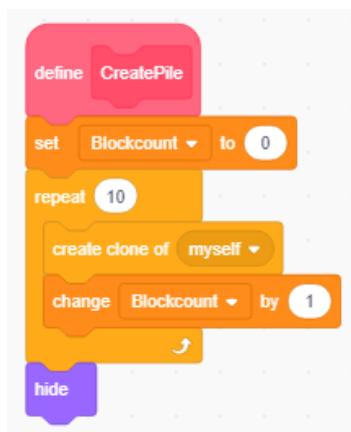 define CreatePile
set Blockcount to 0
repeat 10
create clone of myself
change Blockcount by 1
hide